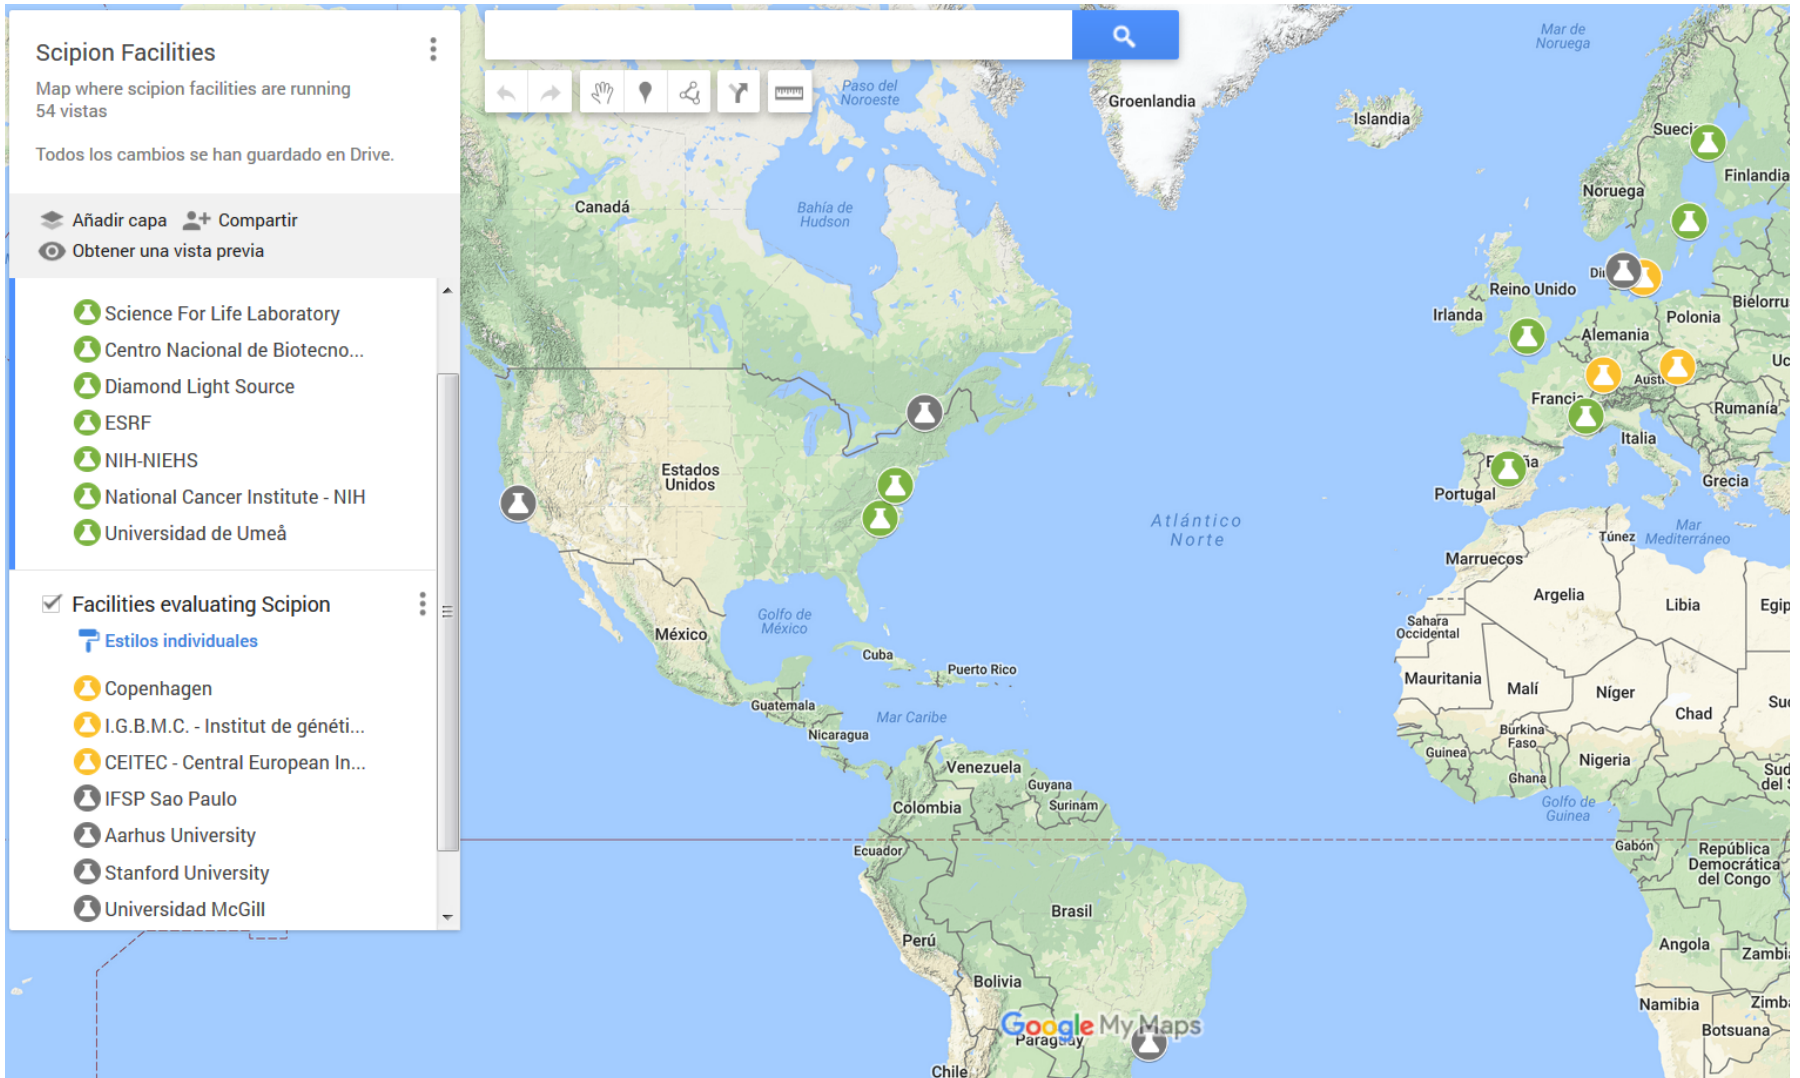 Scipion Facilities
Map where scipion facilities are running
54 vistas
Todos los cambios se han guardado en Drive.
Añadir capa
Compartir
Obtener una vista previa
Science For Life Laboratory
Centro Nacional de Biotecno...
Diamond Light Source
ESRF
NIH-NIEHS
National Cancer Institute - NIH
Universidad de Umeå
Facilities evaluating Scipion
Estilos individuales
Copenhagen
I.G.B.M.C. - Institut de généti...
CEITEC - Central European In...
IFSP Sao Paulo
Aarhus University
Stanford University
Universidad McGill
Mar de
Noruega
Paso del
Noroeste
Groenlandia
Islandia
Suecia
Finlandia
Noruega
Canadá
Bahía de
Hudson
Reino Unido
Irlanda
Bielorru
Polonia
Alemania
Uc
Francia
Rumanía
Italia
Grecia
Portugal
Estados
Unidos
Atlántico
Norte
Mar
Mediterráneo
Túnez
Marruecos
Argelia
Libia
Egip
Sahara
Occidental
Golfo de
México
México
Cuba
Puerto Rico
Mauritania
Malí
Níger
Chad
Guatemala
Mar Caribe
Nicaragua
Burkina
Faso
Guinea
Nigeria
Ghana
Venezuela
Guyana
Surinam
Colombia
Golfo de
Guinea
Ecuador
Gabón
República
Democrática
del Congo
Brasil
Perú
Angola
Zambi
Bolivia
Namibia
Zimb
Botsuana
Google My Maps
Paraguay
Chile